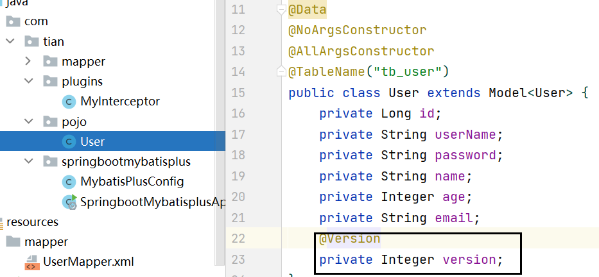 java
com
tian
mapper
plugins
MyInterceptor
pojo
User
springbootmybatisplus
MybatisPlusConfig
SpringbootMybatisplusAp
resources
mapper
UserMapper.xml
11 @Data
12 @NoArgsConstructor
13 @AllArgsConstructor
14 @TableName("tb_user")
15 public class User extends Model<User> {
16 private Long id;
17 private String userName;
18 private String password;
19 private String name;
20 private Integer age;
21 private String email;
22 @Version
23 private Integer version;